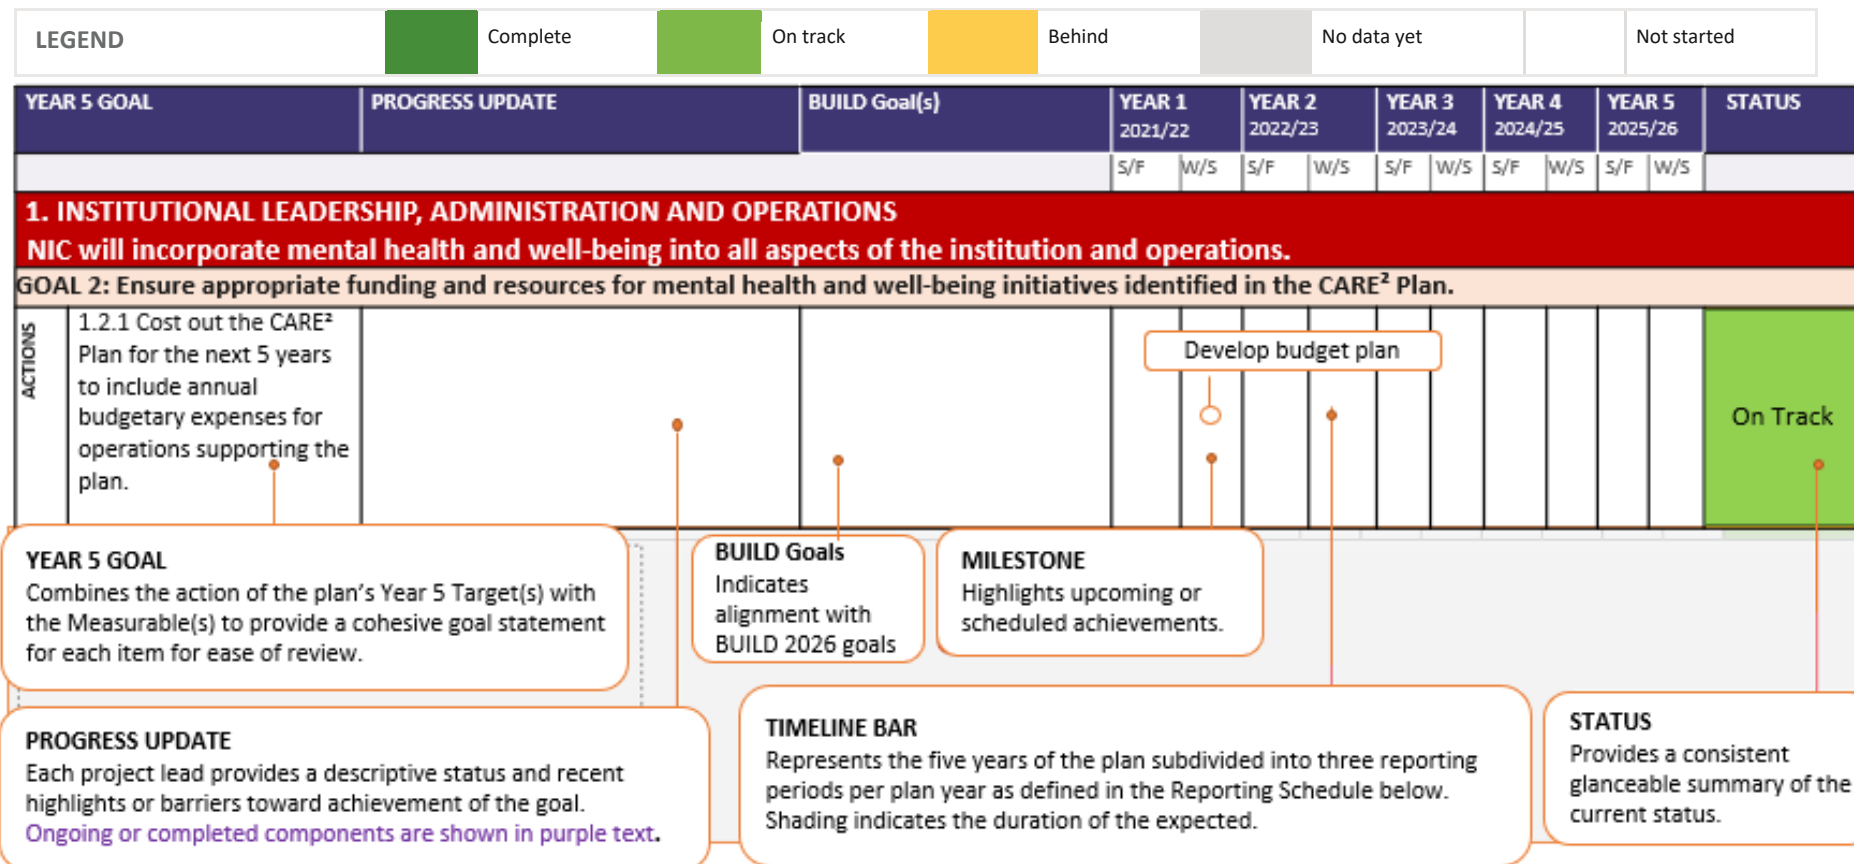 LEGEND Complete On track Behind No data yet Not started
YEAR 5 GOAL PROGRESS UPDATE BUILD Goal(s) YEAR 1 YEAR 2 YEAR 3 YEAR 4 YEAR 5 STATUS
2021/22 2022/23 2023/24 2024/25 2025/26
S/F W/S S/F W/S S/F W/S S/F W/S S/F W/S
1. INSTITUTIONAL LEADERSHIP, ADMINISTRATION AND OPERATIONS
NIC will incorporate mental health and well-being into all aspects of the institution and operations.
GOAL 2: Ensure appropriate funding and resources for mental health and well-being initiatives identified in the CARE² Plan.
ACTIONS
1.2.1 Cost out the CARE²
Plan for the next 5 years
to include annual
budgetary expenses for
operations supporting the
plan.
Develop budget plan
On Track
YEAR 5 GOAL
Combines the action of the plan's Year 5 Target(s) with
the Measurable(s) to provide a cohesive goal statement
for each item for ease of review.
BUILD Goals
Indicates
alignment with
BUILD 2026 goals
MILESTONE
Highlights upcoming or
scheduled achievements.
PROGRESS UPDATE
Each project lead provides a descriptive status and recent
highlights or barriers toward achievement of the goal.
Ongoing or completed components are shown in purple text.
TIMELINE BAR
Represents the five years of the plan subdivided into three reporting
periods per plan year as defined in the Reporting Schedule below.
Shading indicates the duration of the expected.
STATUS
Provides a consistent
glanceable summary of the
current status.